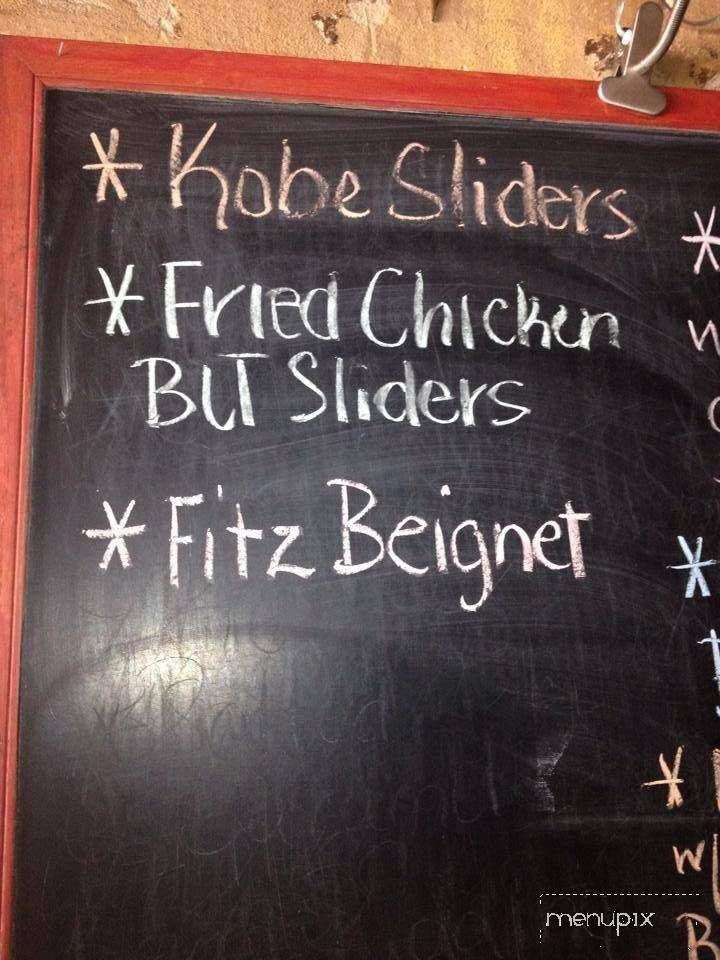 * Kobe Sliders
* Fried Chicken
BLT Sliders
* Fitz Beignet
*
*
*
w/
B
menupix